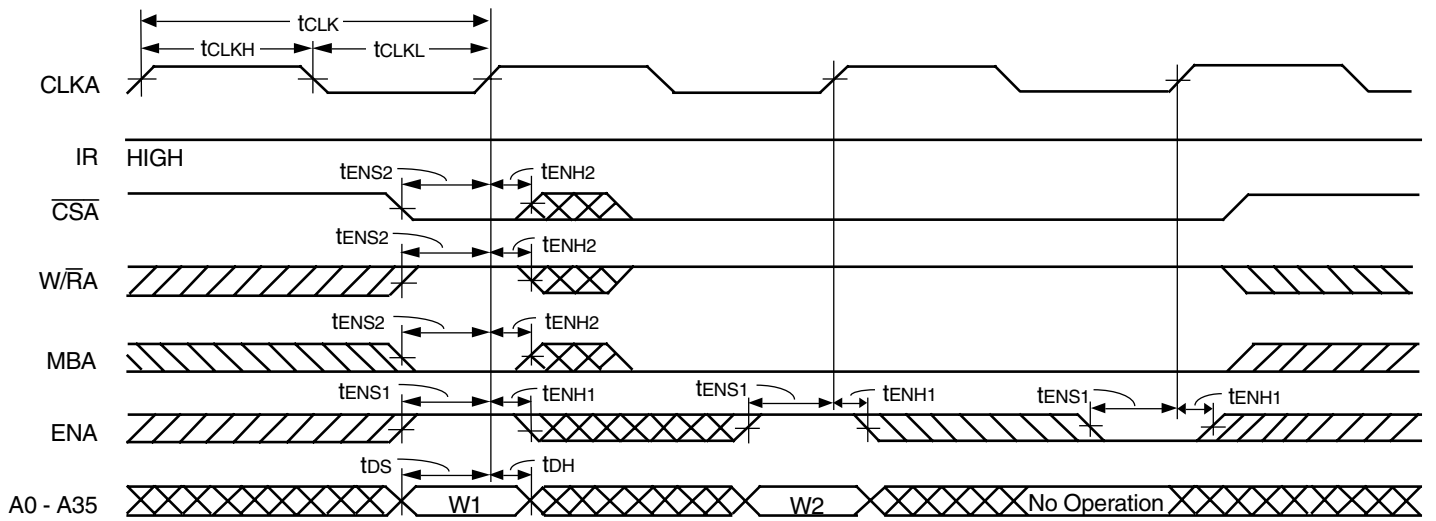 tCLK
tCLKH tCLKL
CLKA
IR HIGH
tENS2 tENH2
CSA
tENS2 tENH2
W/RA
tENS2 tENH2
MBA
tENS1 tENH1 tENS1 tENH1 tENS1 tENH1
ENA
tDS tDH
A0 - A35 W1 W2 No Operation